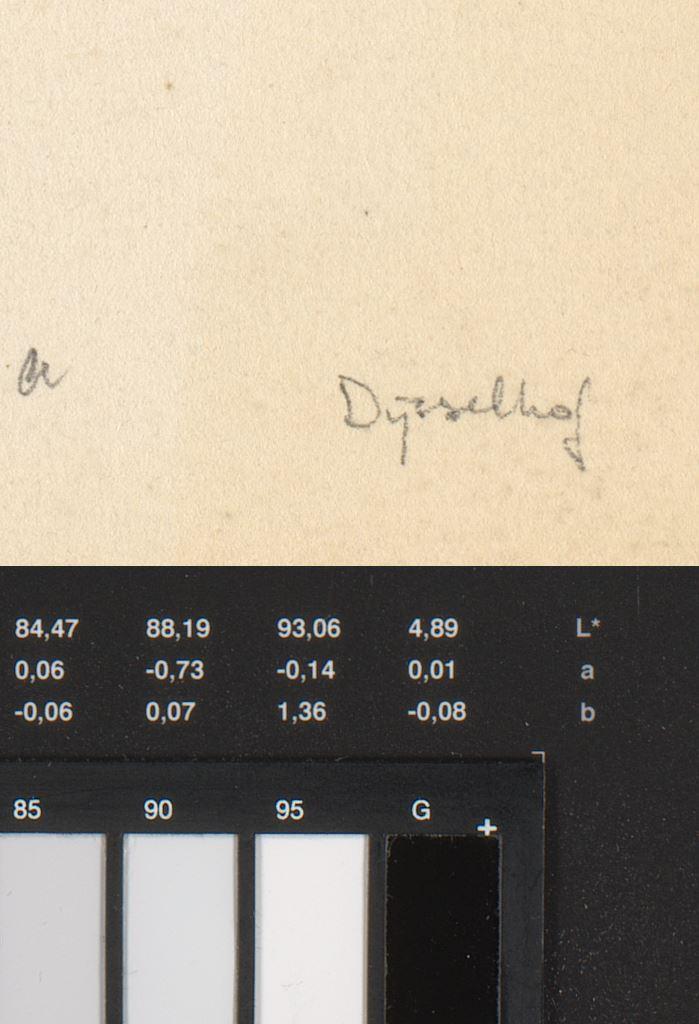 a Dysselhof
84,47 88,19 93,06 4,89 L*
0,06 -0,73 -0,14 0,01 a
-0,06 0,07 1,36 -0,08 b
85 90 95 G